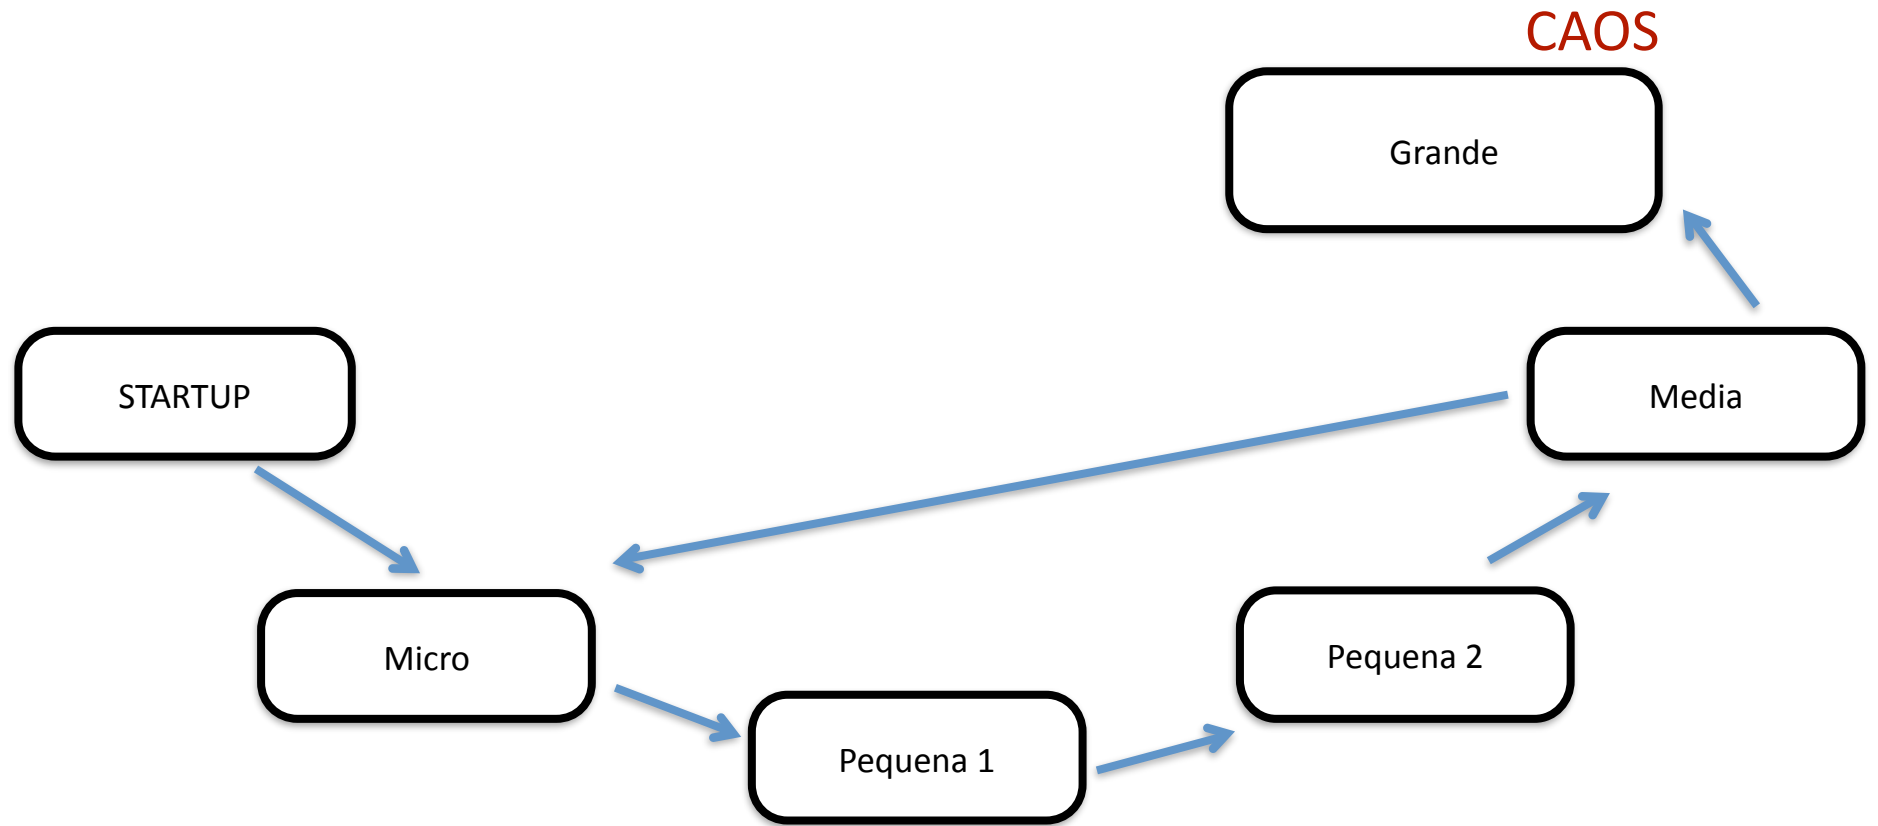 CAOS
Grande
STARTUP
Media
Micro
Pequena 2
Pequena 1